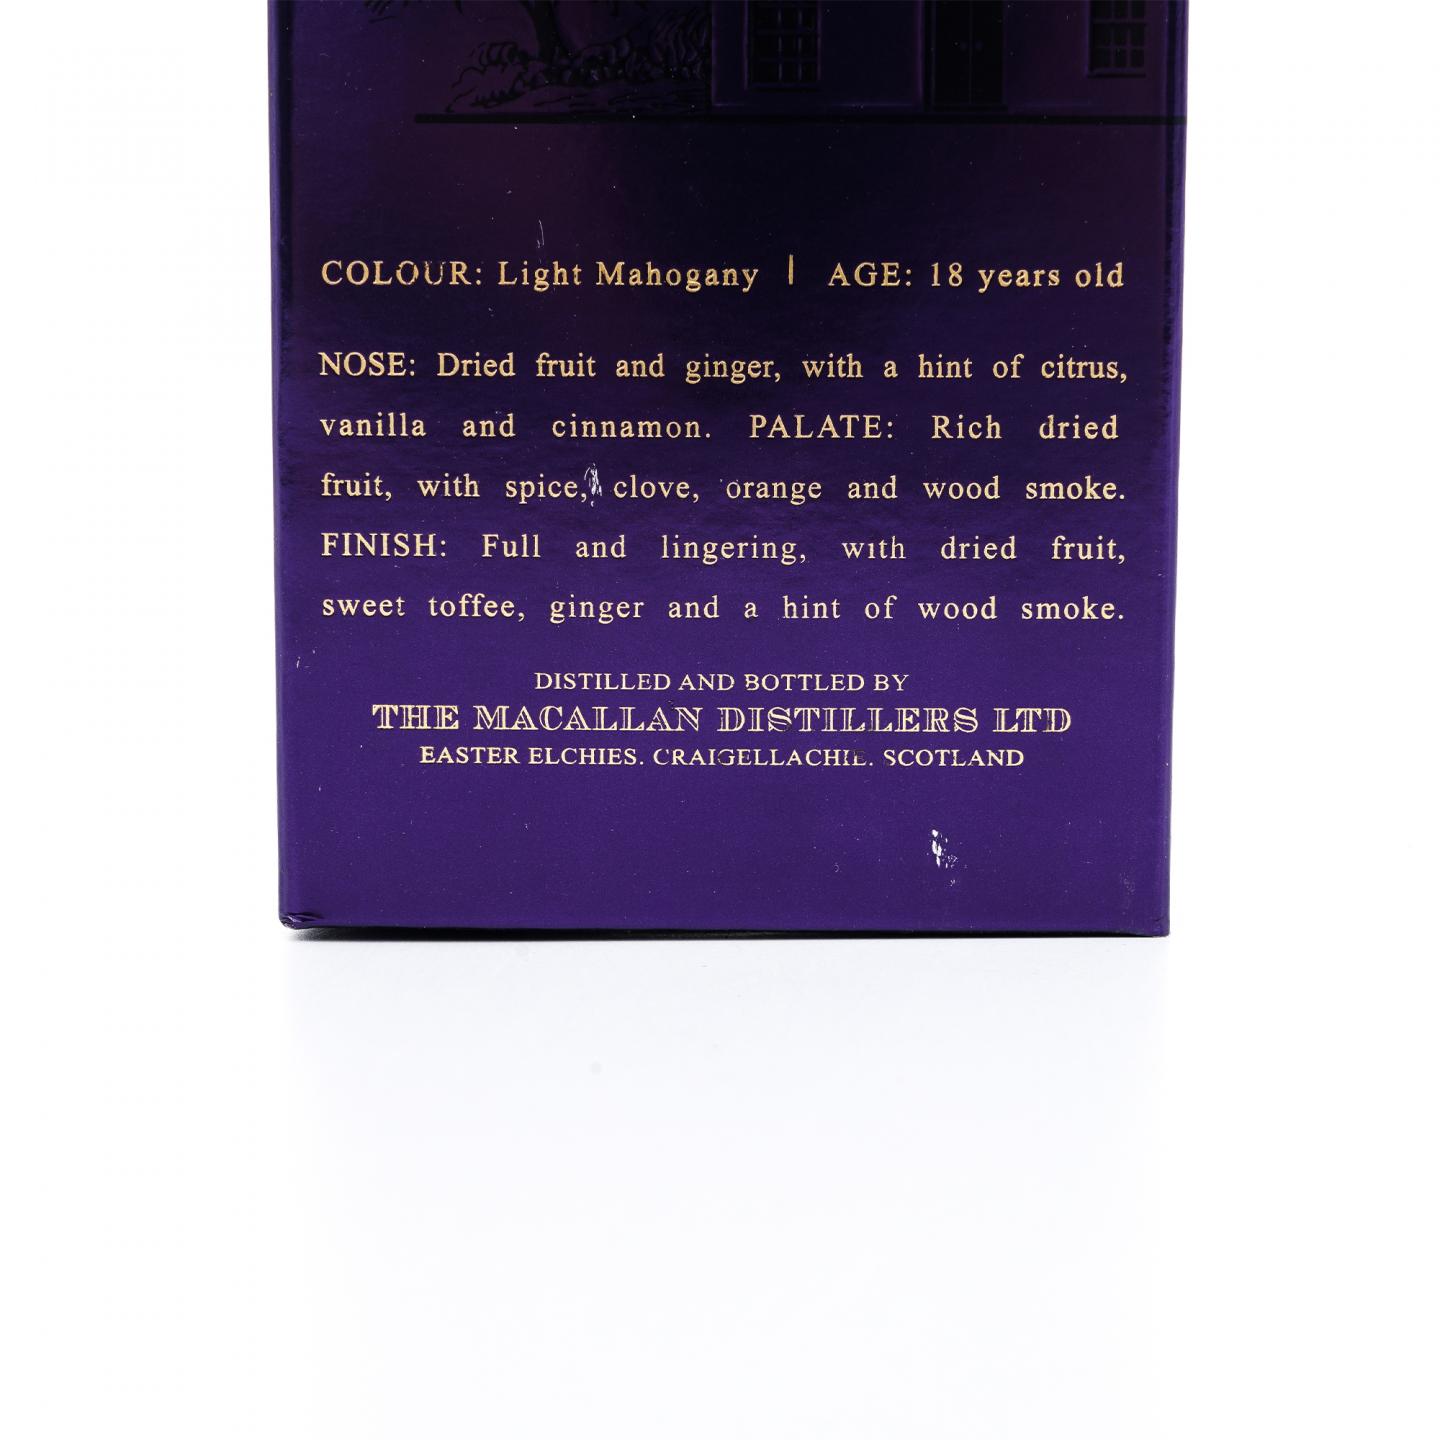 COLOUR: Light Mahogany | AGE: 18 years old
NOSE: Dried fruit and ginger, with a hint of citrus,
vanilla and cinnamon. PALATE: Rich dried
fruit, with spice, clove, orange and wood smoke.
FINISH: Full and lingering, with dried fruit,
sweet toffee, ginger and a hint of wood smoke.
DISTILLED AND BOTTLED BY
THE MACALLAN DISTILLERS LTD
EASTER ELCHIES. CRAIGELLACHIE. SCOTLAND